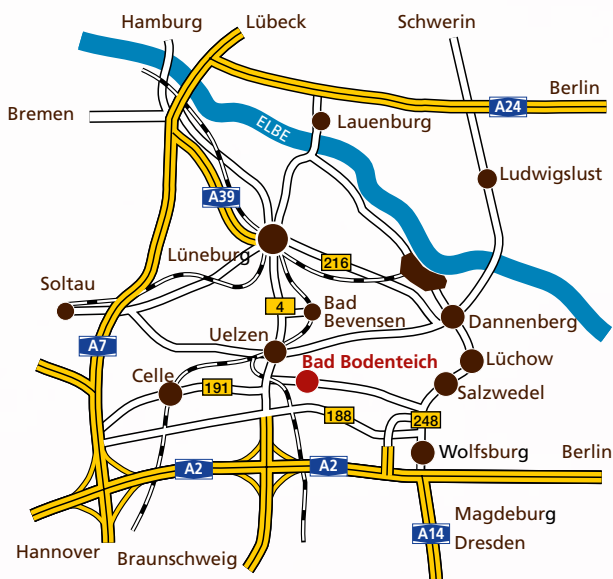 Hamburg
Lübeck
Schwerin
Berlin
A24
Bremen
ELBE
Lauenburg
Ludwigslust
A39
Lüneburg
216
Soltau
4
Bad
Bevensen
Dannenberg
Uelzen
A7
Bad Bodenteich
Lüchow
Celle
191
Salzwedel
188
248
Wolfsburg
Berlin
A2
A2
Magdeburg
A14
Dresden
Hannover
Braunschweig